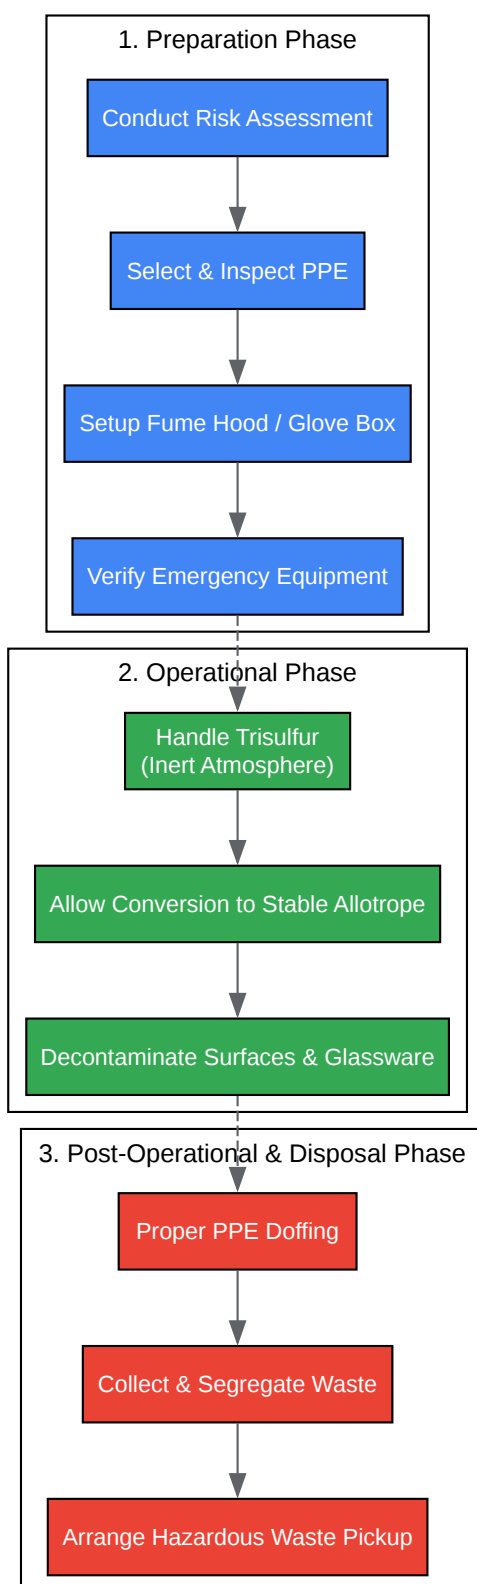 1. Preparation Phase
Conduct Risk Assessment
Select & Inspect PPE
Setup Fume Hood / Glove Box
Verify Emergency Equipment
2. Operational Phase
Handle Trisulfur
(Inert Atmosphere)
Allow Conversion to Stable Allotrope
Decontaminate Surfaces & Glassware
3. Post-Operational & Disposal Phase
Proper PPE Doffing
Collect & Segregate Waste
Arrange Hazardous Waste Pickup